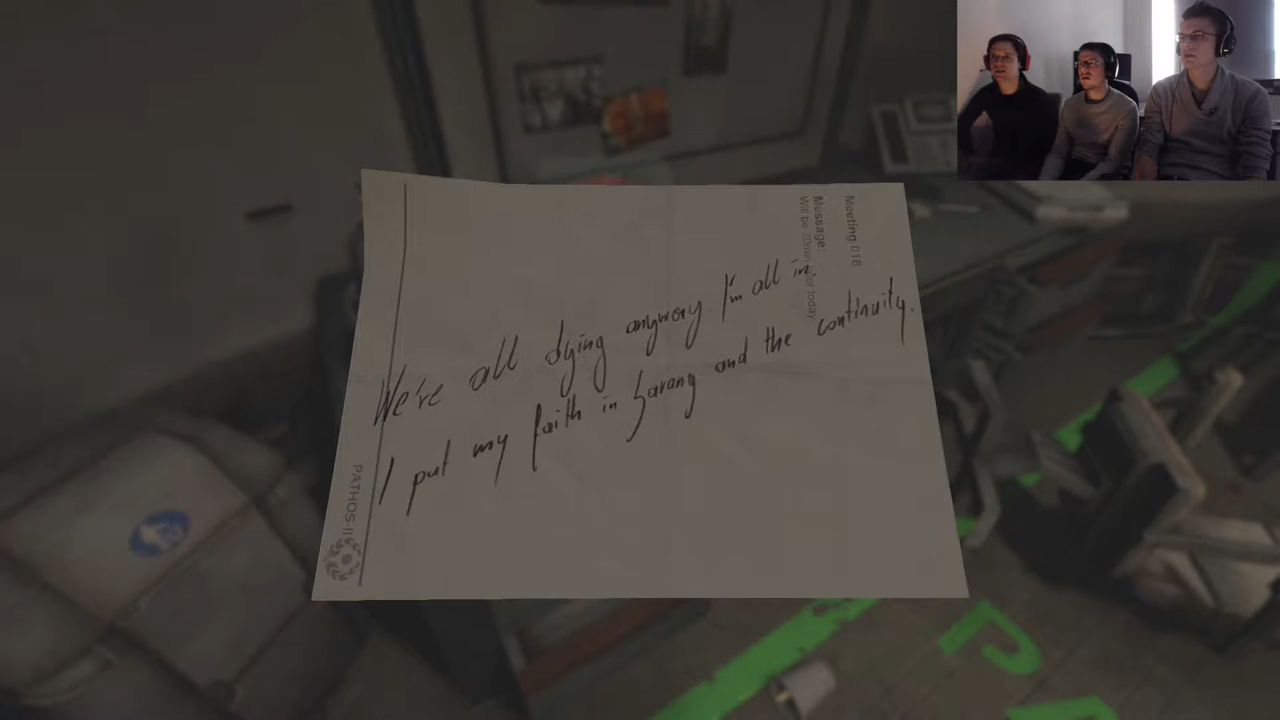 We're all dying anyway. I'm all in.
I put my faith in Sarang and the continuity.
Meeting 016
Message:
Will be 30min later today
PATHOS-II